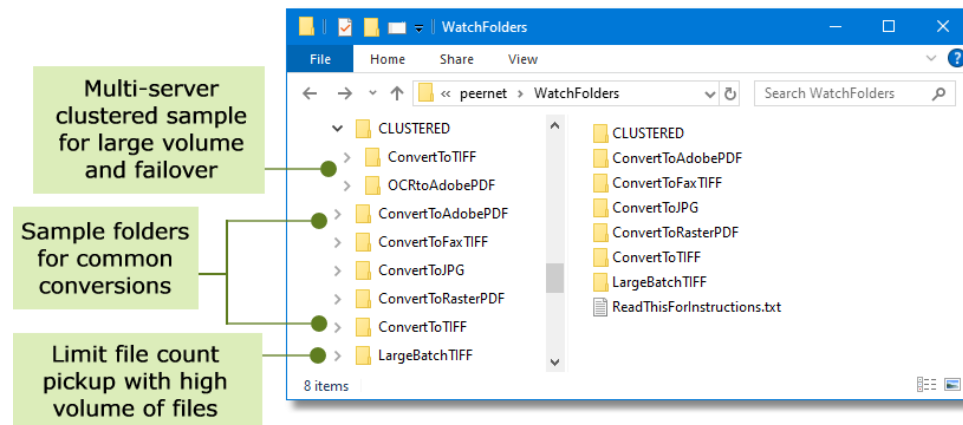 Multi-server
clustered sample
for large volume
and failover
Sample folders
for common
conversions
Limit file count
pickup with high
volume of files
WatchFolders
File Home Share View
« peernet › WatchFolders
Search WatchFolders
CLUSTERED
ConvertToTIFF
OCRtoAdobePDF
ConvertToAdobePDF
ConvertToFaxTIFF
ConvertToJPG
ConvertToRasterPDF
ConvertToTIFF
LargeBatchTIFF
CLUSTERED
ConvertToAdobePDF
ConvertToFaxTIFF
ConvertToJPG
ConvertToRasterPDF
ConvertToTIFF
LargeBatchTIFF
ReadThisForInstructions.txt
8 items